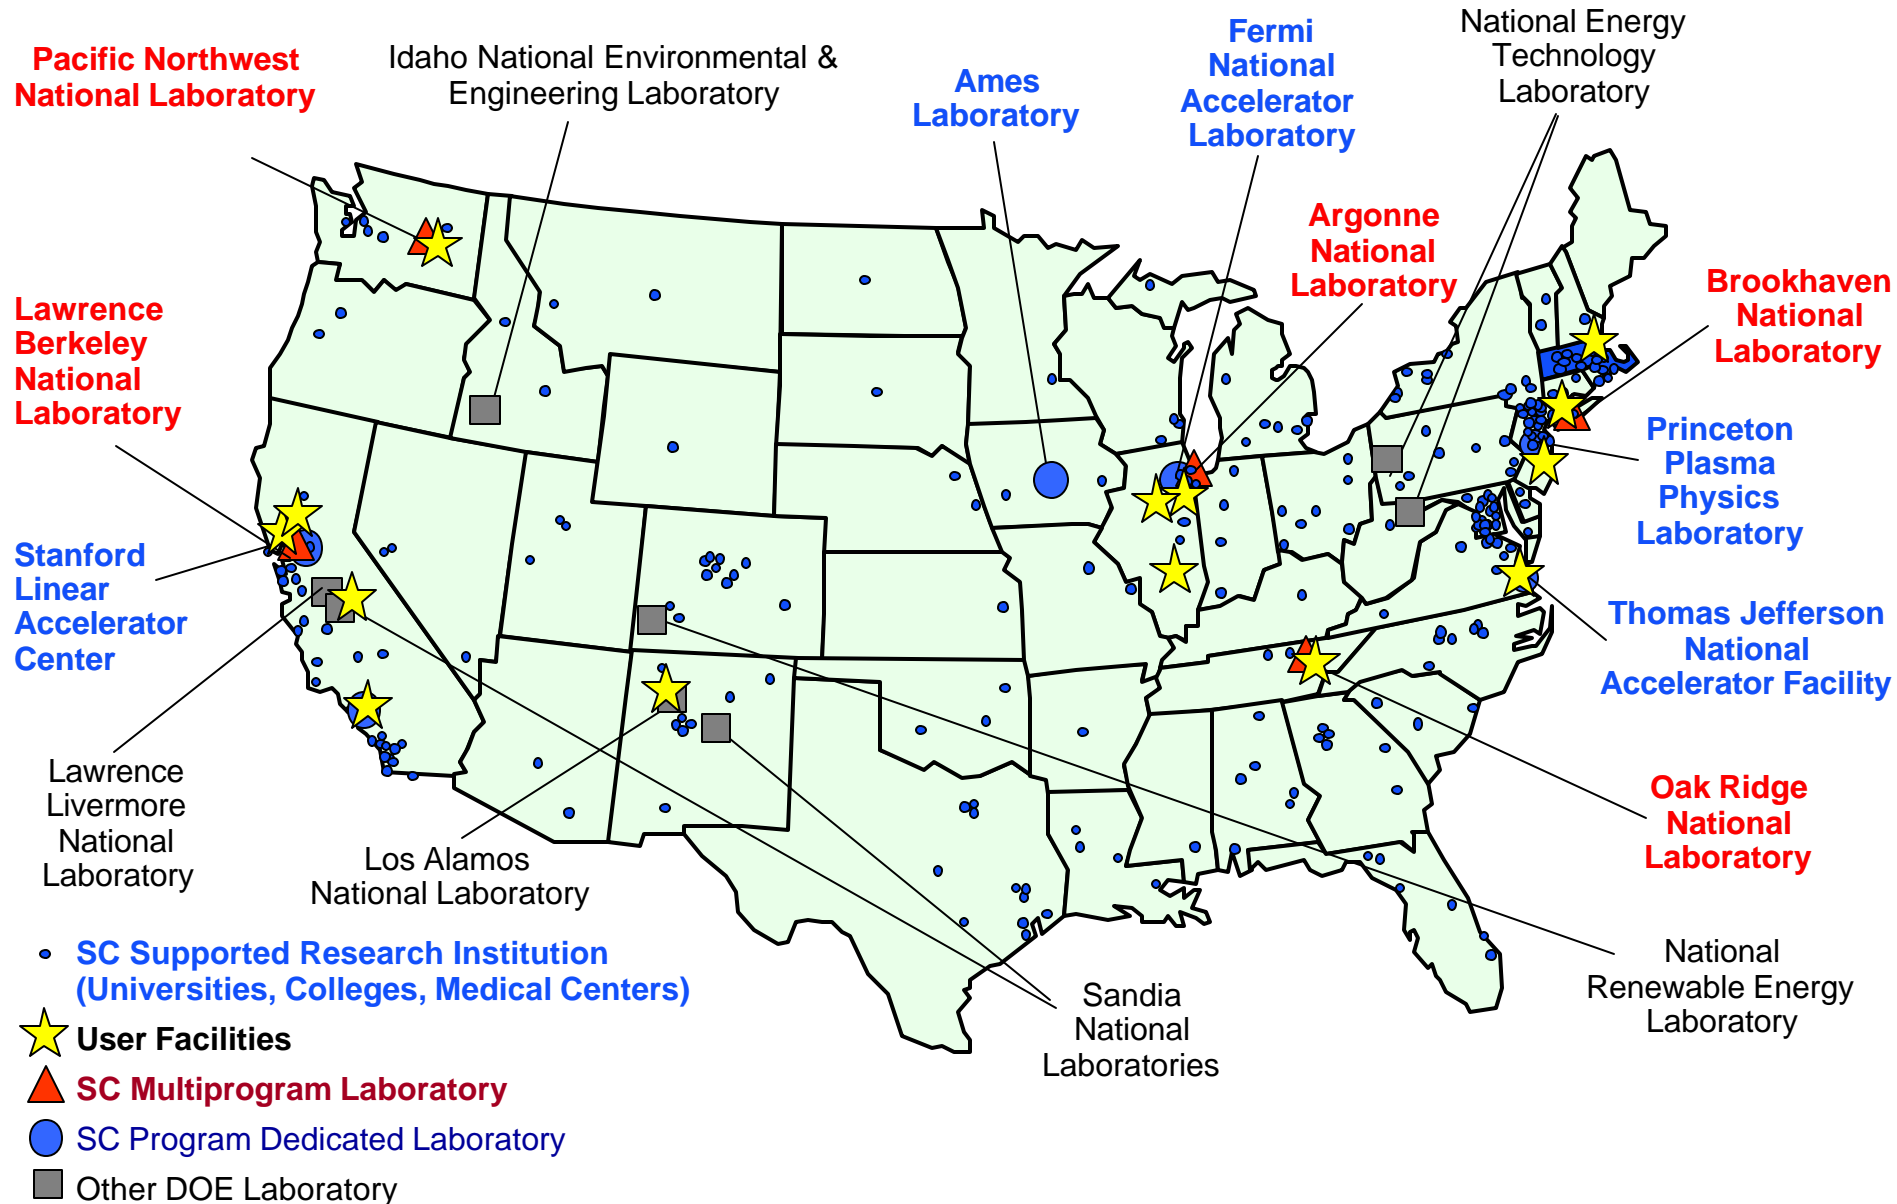 Pacific Northwest
National Laboratory
Idaho National Environmental &
Engineering Laboratory
Ames
Laboratory
Fermi
National
Accelerator
Laboratory
National Energy
Technology
Laboratory
Argonne
National
Laboratory
Brookhaven
National
Laboratory
Lawrence
Berkeley
National
Laboratory
Princeton
Plasma
Physics
Laboratory
Stanford
Linear
Accelerator
Center
Thomas Jefferson
National
Accelerator Facility
Lawrence
Livermore
National
Laboratory
Los Alamos
National Laboratory
Oak Ridge
National
Laboratory
National
Renewable Energy
Laboratory
Sandia
National
Laboratories
SC Supported Research Institution
(Universities, Colleges, Medical Centers)
User Facilities
SC Multiprogram Laboratory
SC Program Dedicated Laboratory
Other DOE Laboratory